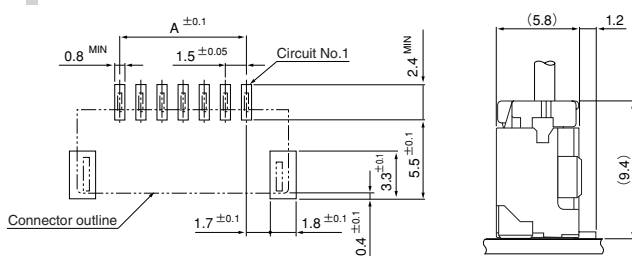 A ±0.1
0.8 MIN
1.5 ±0.05
Circuit No.1
2.4 MIN
5.5 ±0.1
3.3 ±0.1
Connector outline
1.7 ±0.1
1.8 ±0.1
0.4 ±0.1
(5.8)
1.2
(9.4)